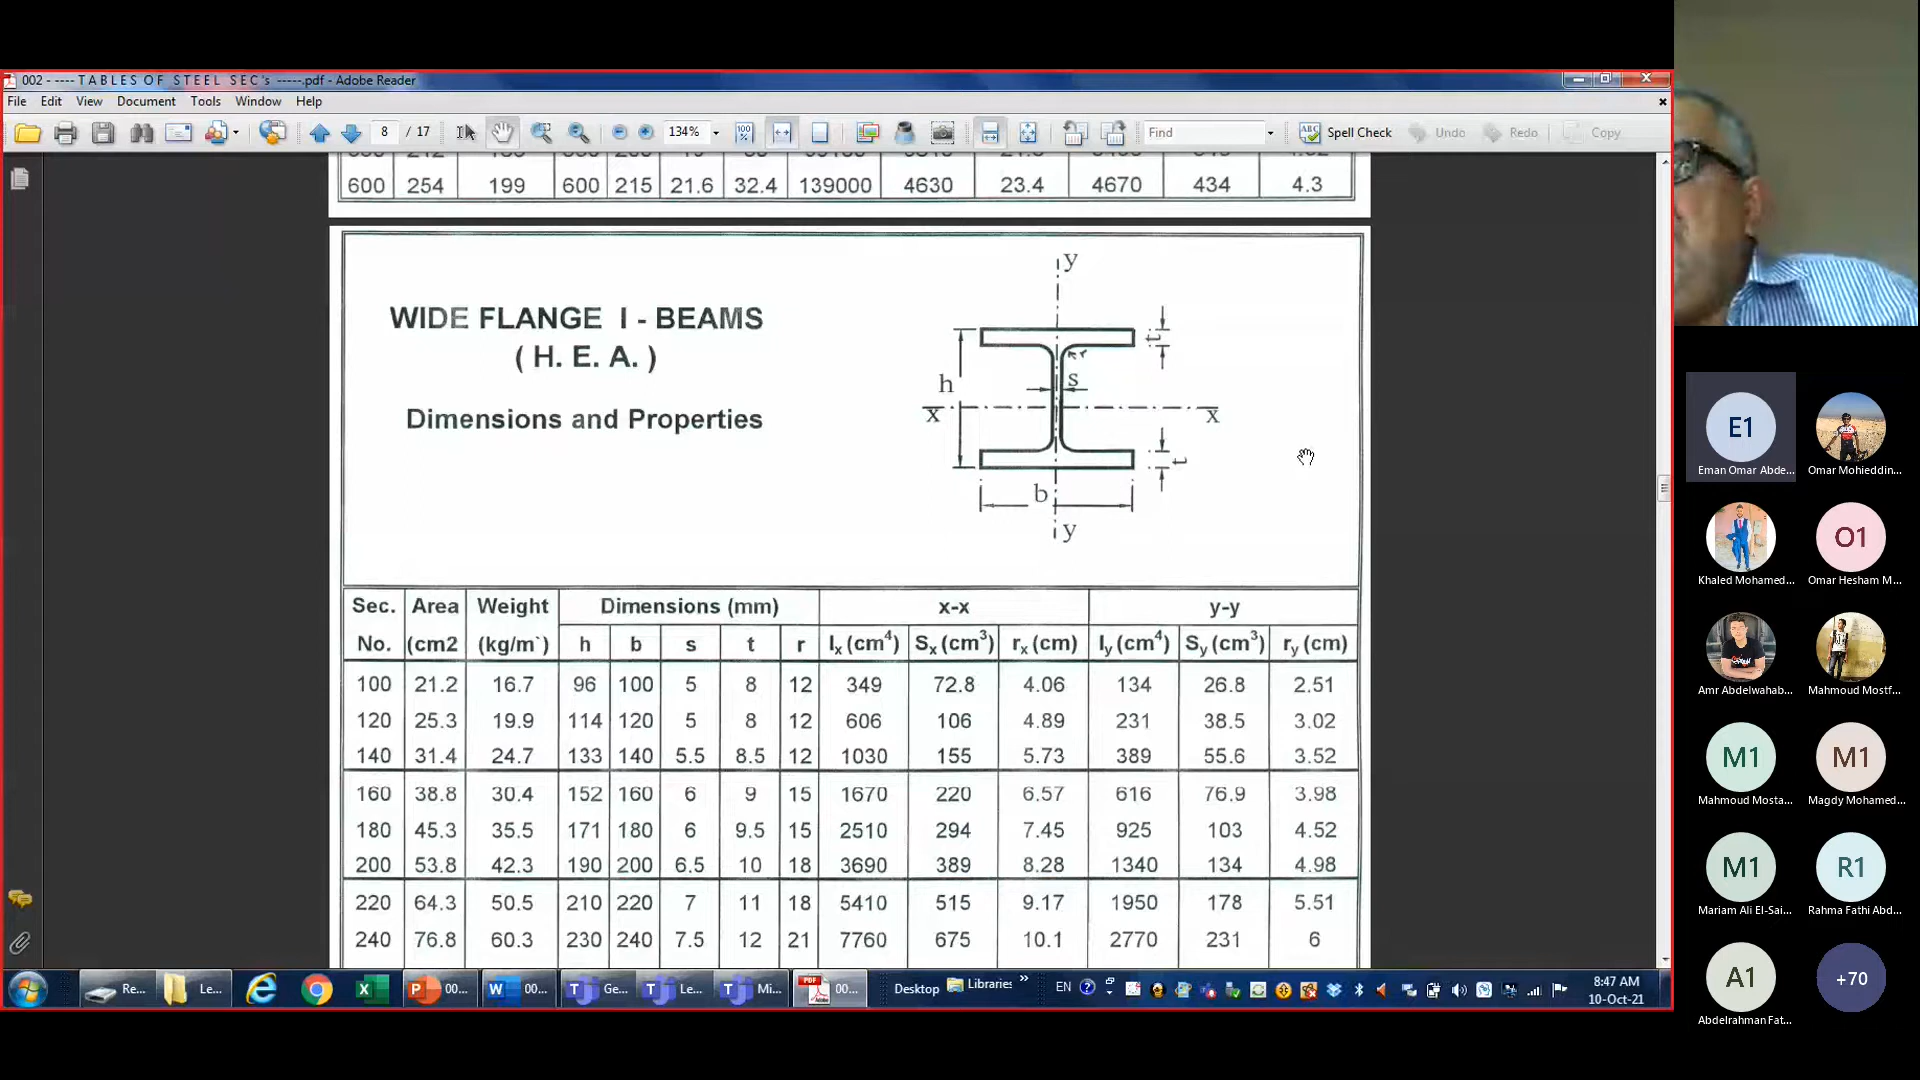 002 - ---- T A B L E S O F S T E E L S E C 's -----.pdf - Adobe Reader
File Edit View Document Tools Window Help
8 / 17 134% Find Spell Check Undo Redo Copy
600 254 199 600 215 21.6 32.4 139000 4630 23.4 4670 434 4.3
WIDE FLANGE I - BEAMS
( H. E. A. )
Dimensions and Properties
y
t
r
h
s
x x
t
b
y
Sec. Area Weight Dimensions (mm) x-x y-y
No. (cm2 (kg/m`) h b s t r Ix (cm4) Sx (cm3) rx (cm) Iy (cm4) Sy (cm3) ry (cm)
100 21.2 16.7 96 100 5 8 12 349 72.8 4.06 134 26.8 2.51
120 25.3 19.9 114 120 5 8 12 606 106 4.89 231 38.5 3.02
140 31.4 24.7 133 140 5.5 8.5 12 1030 155 5.73 389 55.6 3.52
160 38.8 30.4 152 160 6 9 15 1670 220 6.57 616 76.9 3.98
180 45.3 35.5 171 180 6 9.5 15 2510 294 7.45 925 103 4.52
200 53.8 42.3 190 200 6.5 10 18 3690 389 8.28 1340 134 4.98
220 64.3 50.5 210 220 7 11 18 5410 515 9.17 1950 178 5.51
240 76.8 60.3 230 240 7.5 12 21 7760 675 10.1 2770 231 6
Re... Le... 00... 00... Ge... Le... Mi... 00... Desktop Libraries EN 8:47 AM
10-Oct-21
E1
Eman Omar Abde... Omar Mohieddin...
O1
Khaled Mohamed... Omar Hesham M...
Amr Abdelwahab... Mahmoud Mostf...
M1 M1
Mahmoud Mosta... Magdy Mohamed...
M1 R1
Mariam Ali El-Sai... Rahma Fathi Abd...
A1 +70
Abdelrahman Fat...